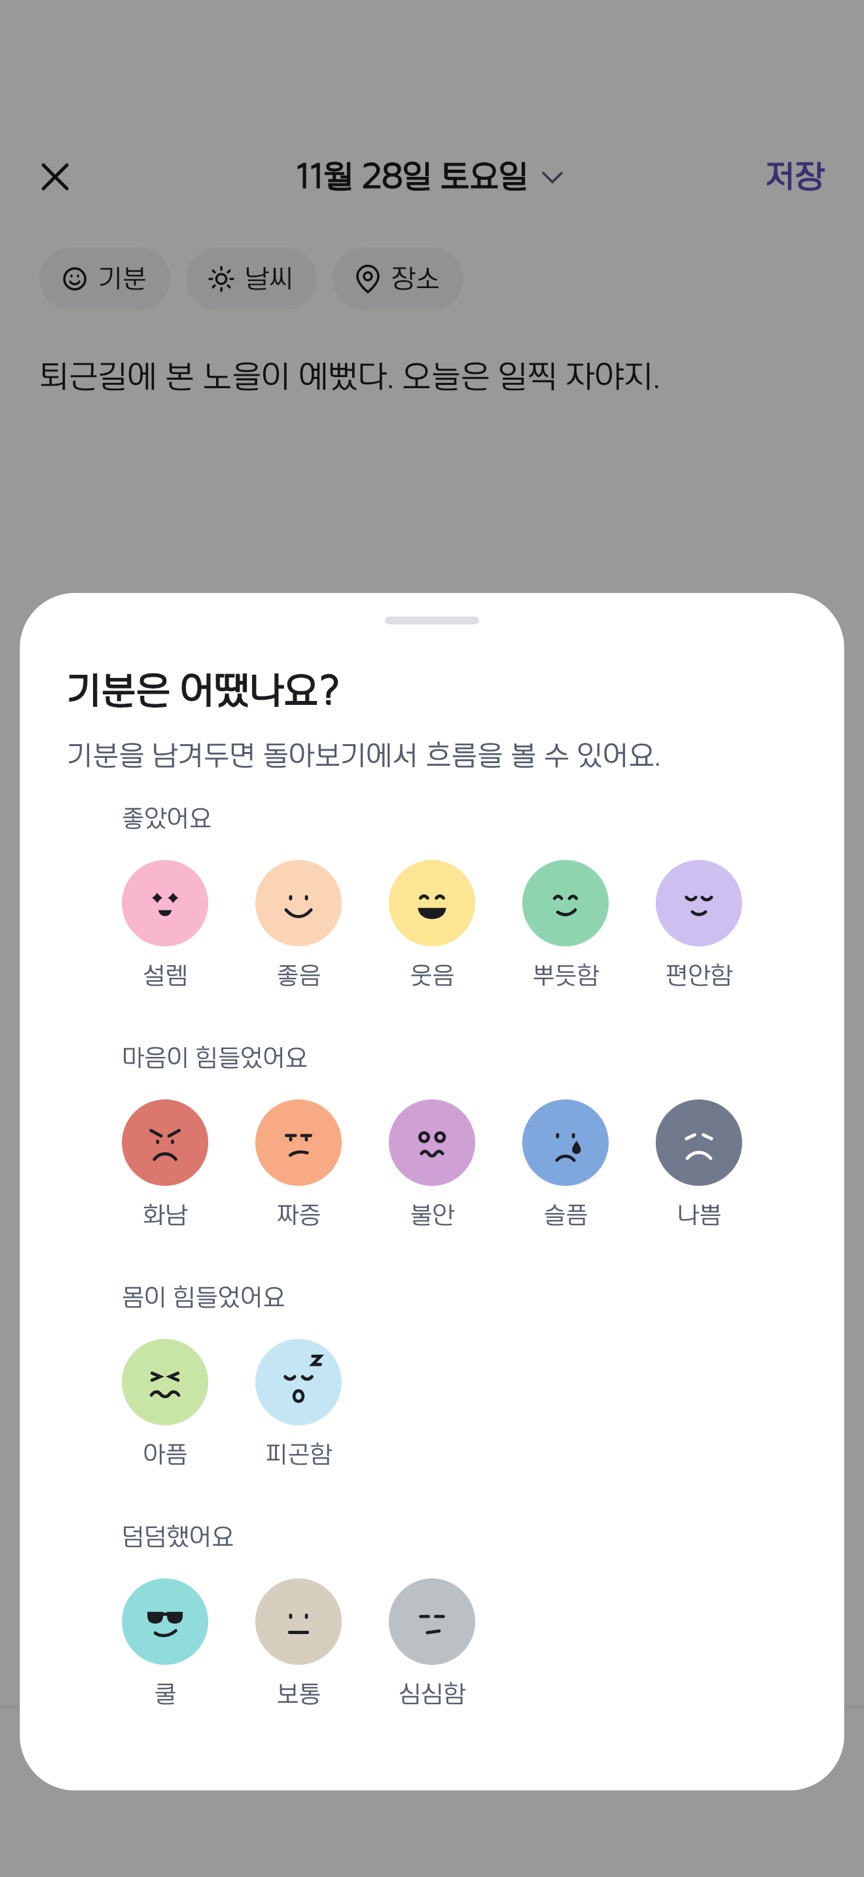 11월 28일 토요일
저장
기분 날씨 장소
퇴근길에 본 노을이 예뻤다. 오늘은 일찍 자야지.
기분은 어땠나요?
기분을 남겨두면 돌아보기에서 흐름을 볼 수 있어요.
좋았어요
설렘 좋음 웃음 뿌듯함 편안함
마음이 힘들었어요
화남 짜증 불안 슬픔 나쁨
몸이 힘들었어요
아픔 피곤함
덤덤했어요
쿨 보통 심심함